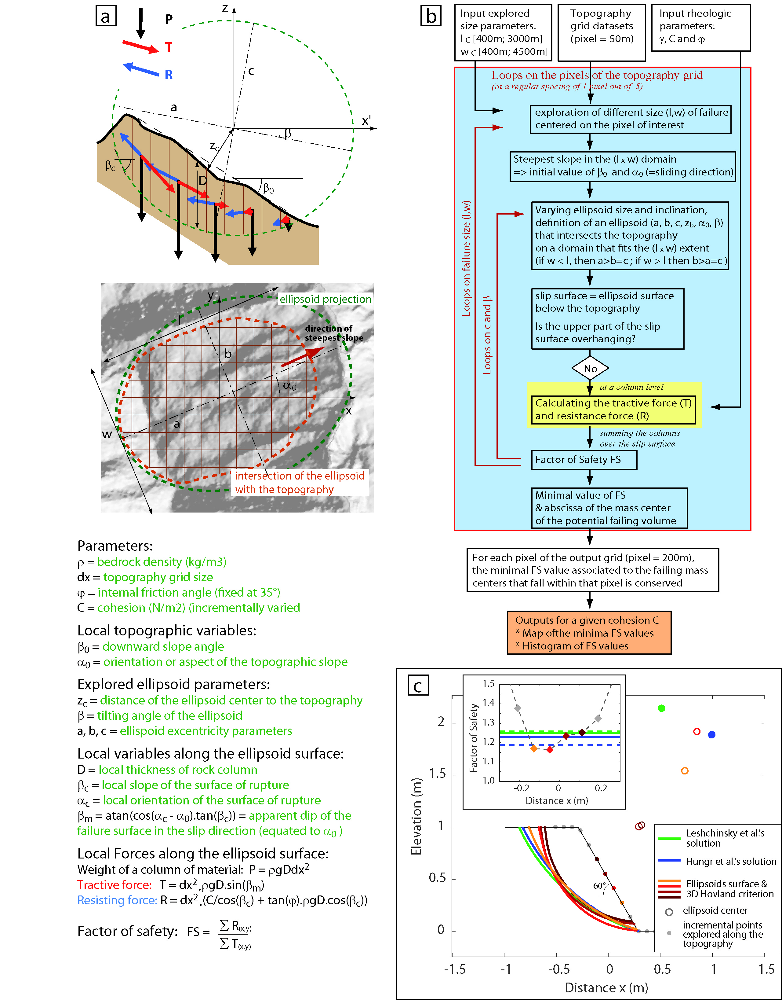 a
P
T
R
z
c
a
x'
β
zc
βc
D
β0
y
ellipsoid projection
l
direction of
steepest slope
b
α0
x
a
w
intersection of the ellipsoid
with the topography
Parameters:
ρ = bedrock density (kg/m3)
dx = topography grid size
φ = internal friction angle (fixed at 35°)
C = cohesion (N/m2) (incrementally varied
Local topographic variables:
β0 = downward slope angle
α0 = orientation or aspect of the topographic slope
Explored ellipsoid parameters:
zc = distance of the ellipsoid center to the topography
β = tilting angle of the ellipsoid
a, b, c = ellispoid excentricity parameters
Local variables along the ellipsoid surface:
D = local thickness of rock column
βc = local slope of the surface of rupture
αc = local orientation of the surface of rupture
βm = atan(cos(αc - α0).tan(βc)) = apparent dip of the
failure surface in the slip direction (equated to α0 )
Local Forces along the ellipsoid surface:
Weight of a column of material: P = ρgDdx²
Tractive force: T = dx².ρgD.sin(βm)
Resisting force: R = dx².(C/cos(βc) + tan(φ).ρgD.cos(βc))
Factor of safety: FS = ∑ R(x,y)
∑ T(x,y)
b
Input explored
size parameters:
l ϵ [400m; 3000m]
w ϵ [400m; 4500m]
Topography
grid datasets
(pixel = 50m)
Input rheologic
parameters:
γ, C and φ
Loops on the pixels of the topography grid
(at a regular spacing of 1 pixel out of 5)
exploration of different size (l,w) of failure
centered on the pixel of interest
Steepest slope in the (l x w) domain
=> initial value of β0 and α0 (=sliding direction)
Loops on failure size (l,w)
Loops on c and β
Varying ellipsoid size and inclination,
definition of an ellipsoid (a, b, c, zb, α0, β)
that intersects the topography
on a domain that fits the (l x w) extent
(if w < l, then a>b=c ; if w > l then b>a=c )
slip surface = ellipsoid surface
below the topography
Is the upper part of the slip
surface overhanging?
No
at a column level
Calculating the tractive force (T)
and resistance force (R)
summing the columns
over the slip surface
Factor of Safety FS
Minimal value of FS
& abscissa of the mass center
of the potential failing volume
For each pixel of the output grid (pixel = 200m),
the minimal FS value associated to the failing mass
centers that fall within that pixel is conserved
Outputs for a given cohesion C
* Map ofthe minima FS values
* Histogram of FS values
c
1.5
1.4
1.3
1.2
1.1
1.0
Factor of Safety
-0.2
0
0.2
Distance x (m)
2
1.5
1
0.5
0
Elevation (m)
60°
Leshchinsky et al.'s
solution
Hungr et al.'s solution
Ellipsoids surface &
3D Hovland criterion
ellipsoid center
incremental points
explored along the
topography
-1.5
-1
-0.5
0
0.5
1
1.5
Distance x (m)